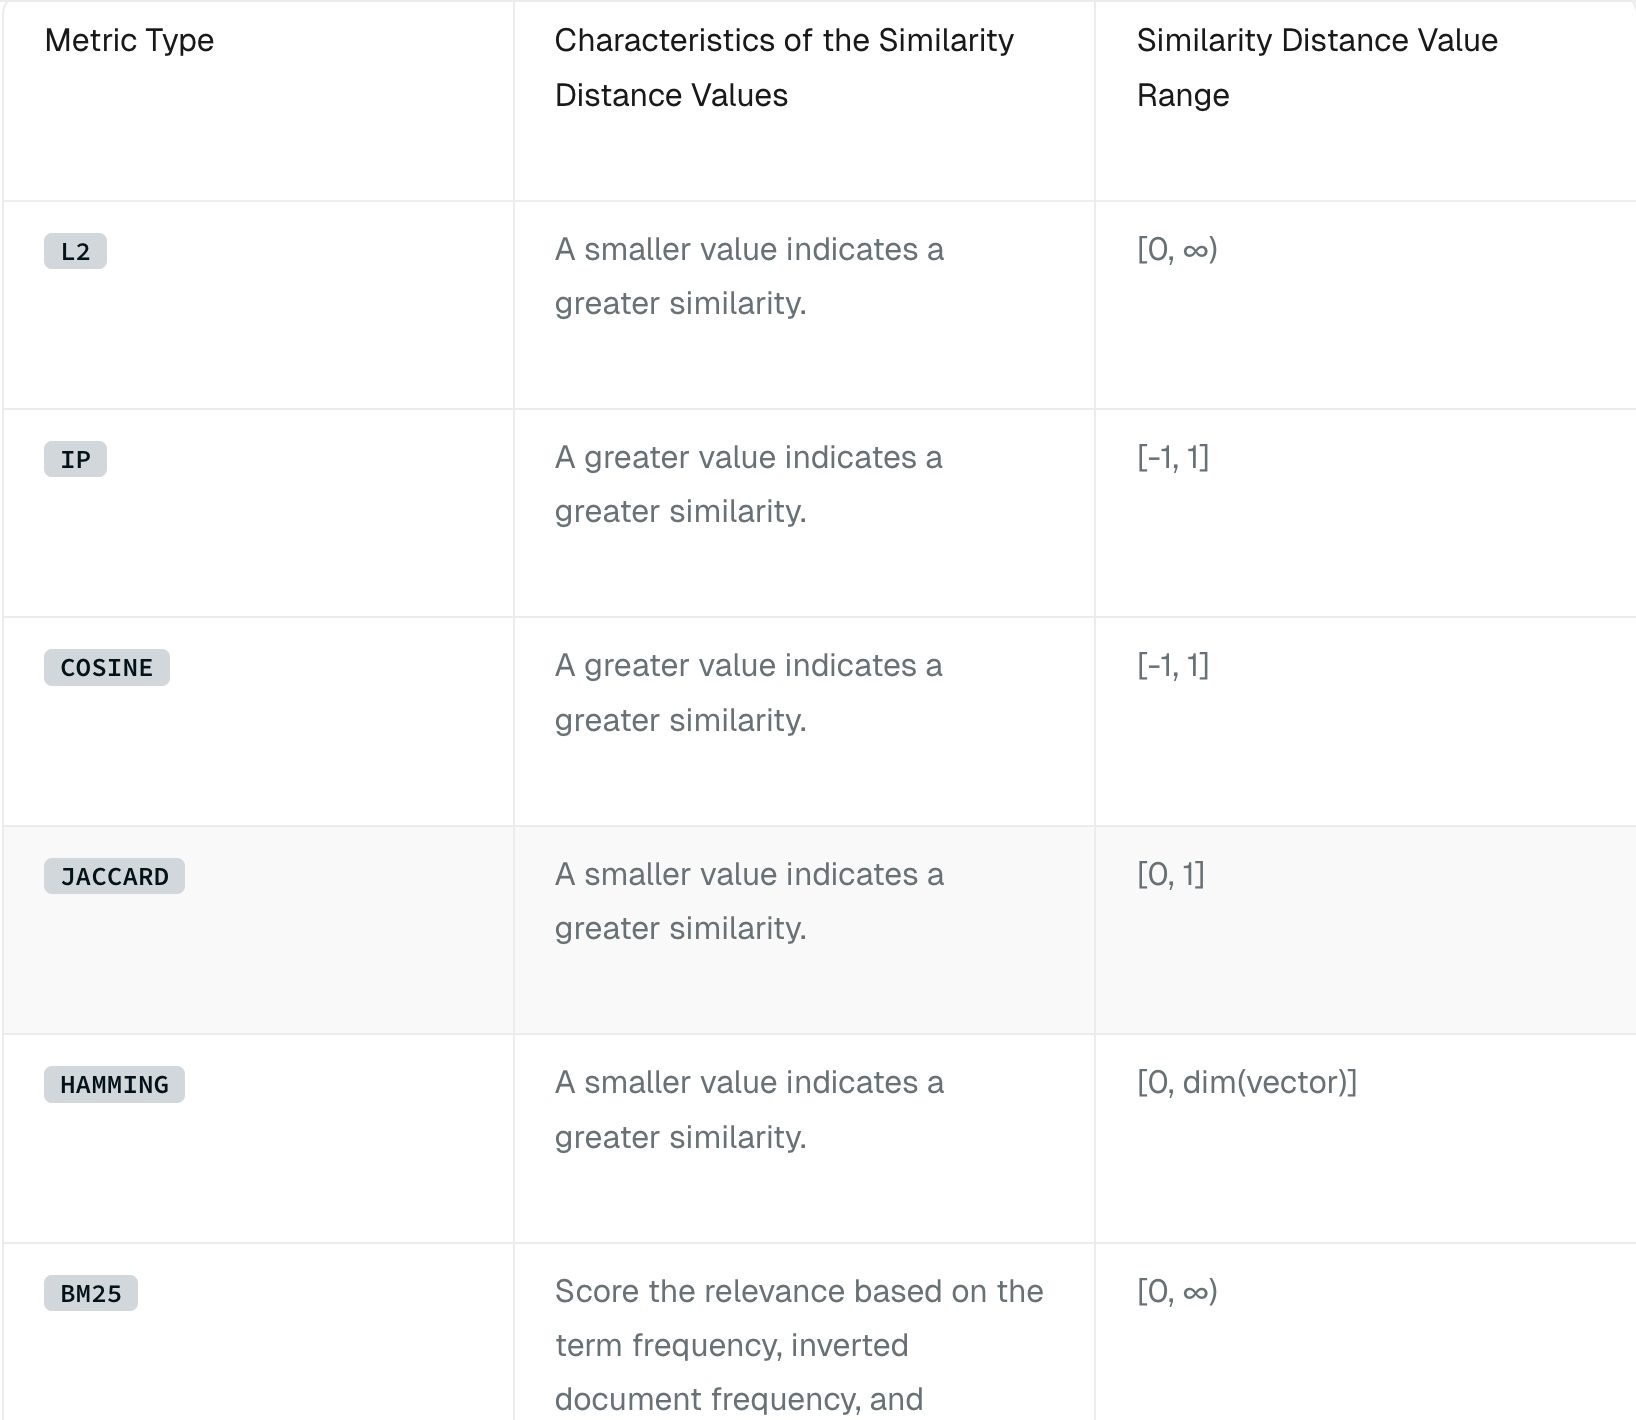 Metric Type
Characteristics of the Similarity
Distance Values
Similarity Distance Value
Range
L2
A smaller value indicates a
greater similarity.
[0, ∞)
IP
A greater value indicates a
greater similarity.
[-1, 1]
COSINE
A greater value indicates a
greater similarity.
[-1, 1]
JACCARD
A smaller value indicates a
greater similarity.
[0, 1]
HAMMING
A smaller value indicates a
greater similarity.
[0, dim(vector)]
BM25
Score the relevance based on the
term frequency, inverted
document frequency, and
[0, ∞)